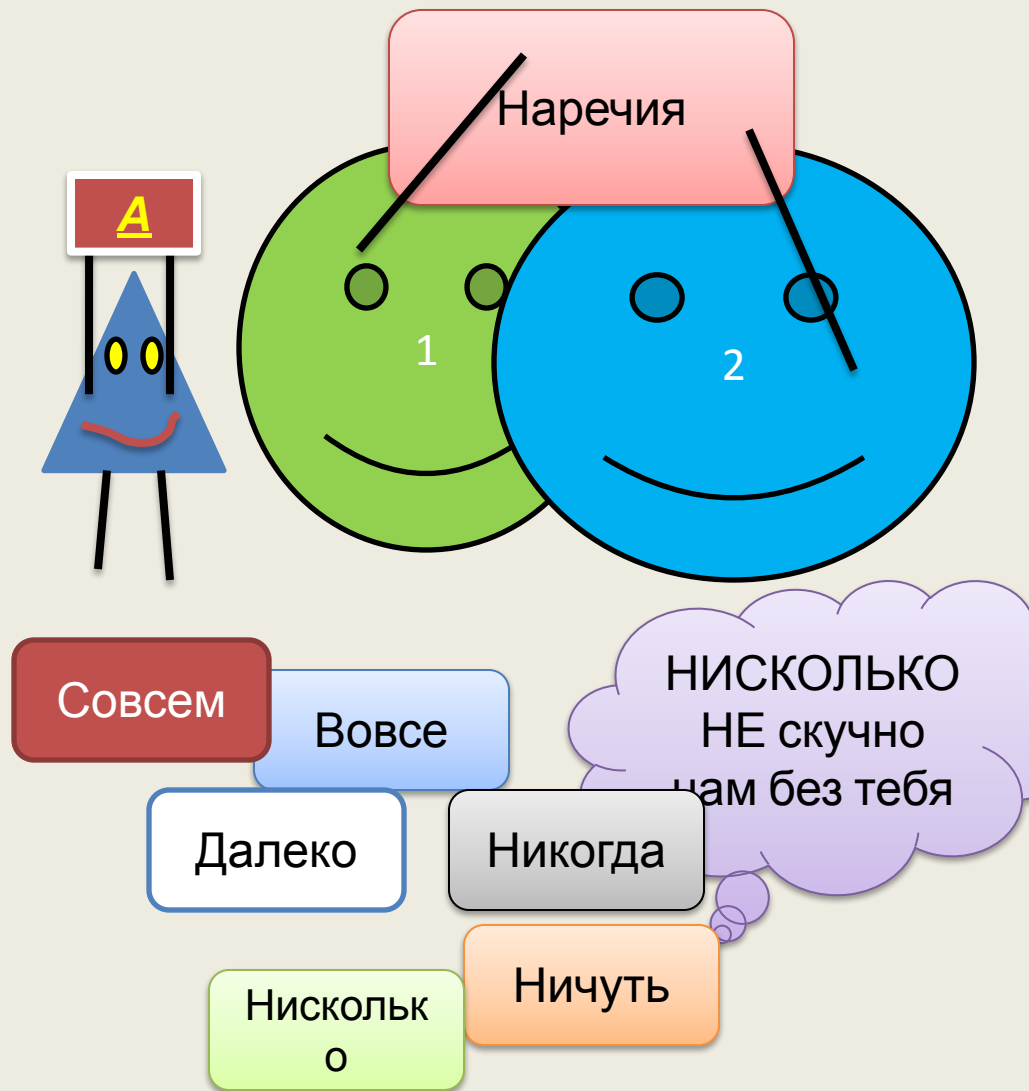 Наречия
А
1
2
Совсем
Вовсе
НИСКОЛЬКО
НЕ скучно
нам без тебя
Далеко
Никогда
Ничуть
Нискольк
о